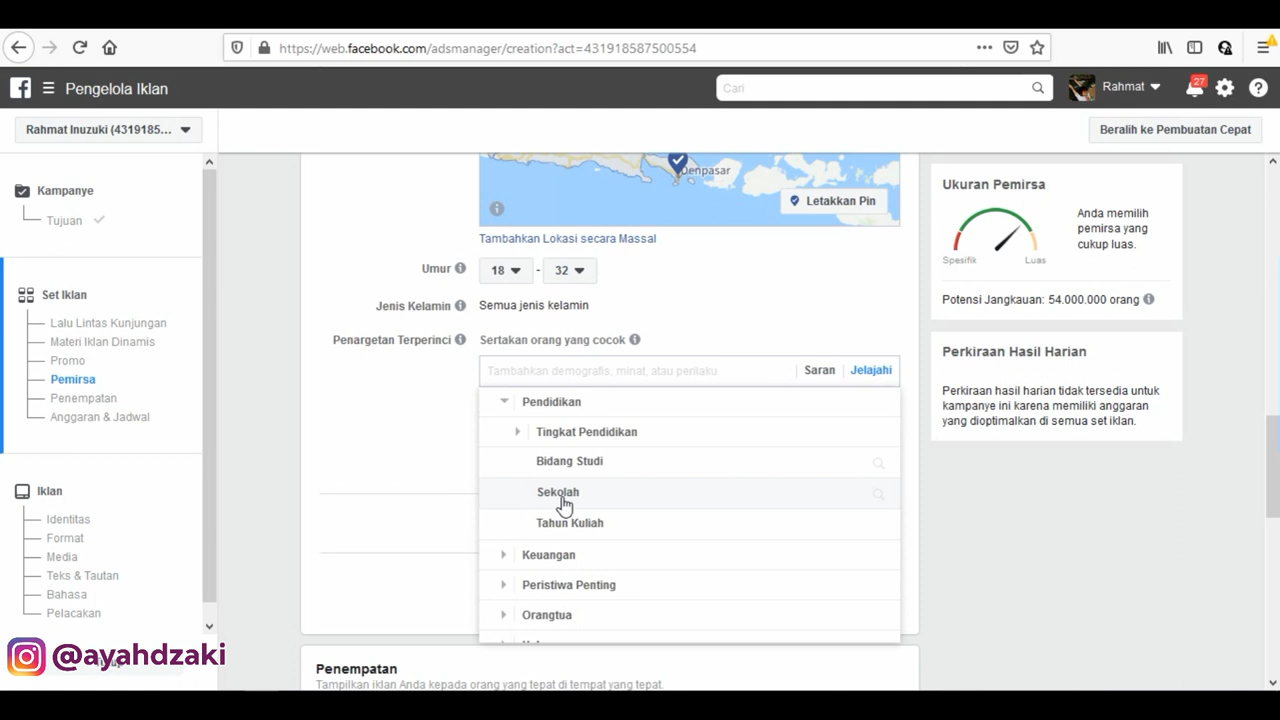 https://web.facebook.com/adsmanager/creation?act=431918587500554
Pengelola Iklan
Cari
Rahmat
27
Rahmat Inuzuki (4319185...
Beralih ke Pembuatan Cepat
Kampanye
Tujuan
Set Iklan
Lalu Lintas Kunjungan
Materi Iklan Dinamis
Promo
Pemirsa
Penempatan
Anggaran & Jadwal
Iklan
Identitas
Format
Media
Teks & Tautan
Bahasa
Pelacakan
@ayahdzaki
Denpasar
Letakkan Pin
Tambahkan Lokasi secara Massal
Umur
18 - 32
Jenis Kelamin
Semua jenis kelamin
Penargetan Terperinci
Sertakan orang yang cocok
Tambahkan demografis, minat, atau perilaku
Saran
Jelajahi
Pendidikan
Tingkat Pendidikan
Bidang Studi
Sekolah
Tahun Kuliah
Keuangan
Peristiwa Penting
Orangtua
Penempatan
Tampilkan iklan Anda kepada orang yang tepat di tempat yang tepat.
Ukuran Pemirsa
Spesifik
Luas
Anda memilih
pemirsa yang
cukup luas.
Potensi Jangkauan: 54.000.000 orang
Perkiraan Hasil Harian
Perkiraan hasil harian tidak tersedia untuk
kampanye ini karena memiliki anggaran
yang dioptimalkan di semua set iklan.